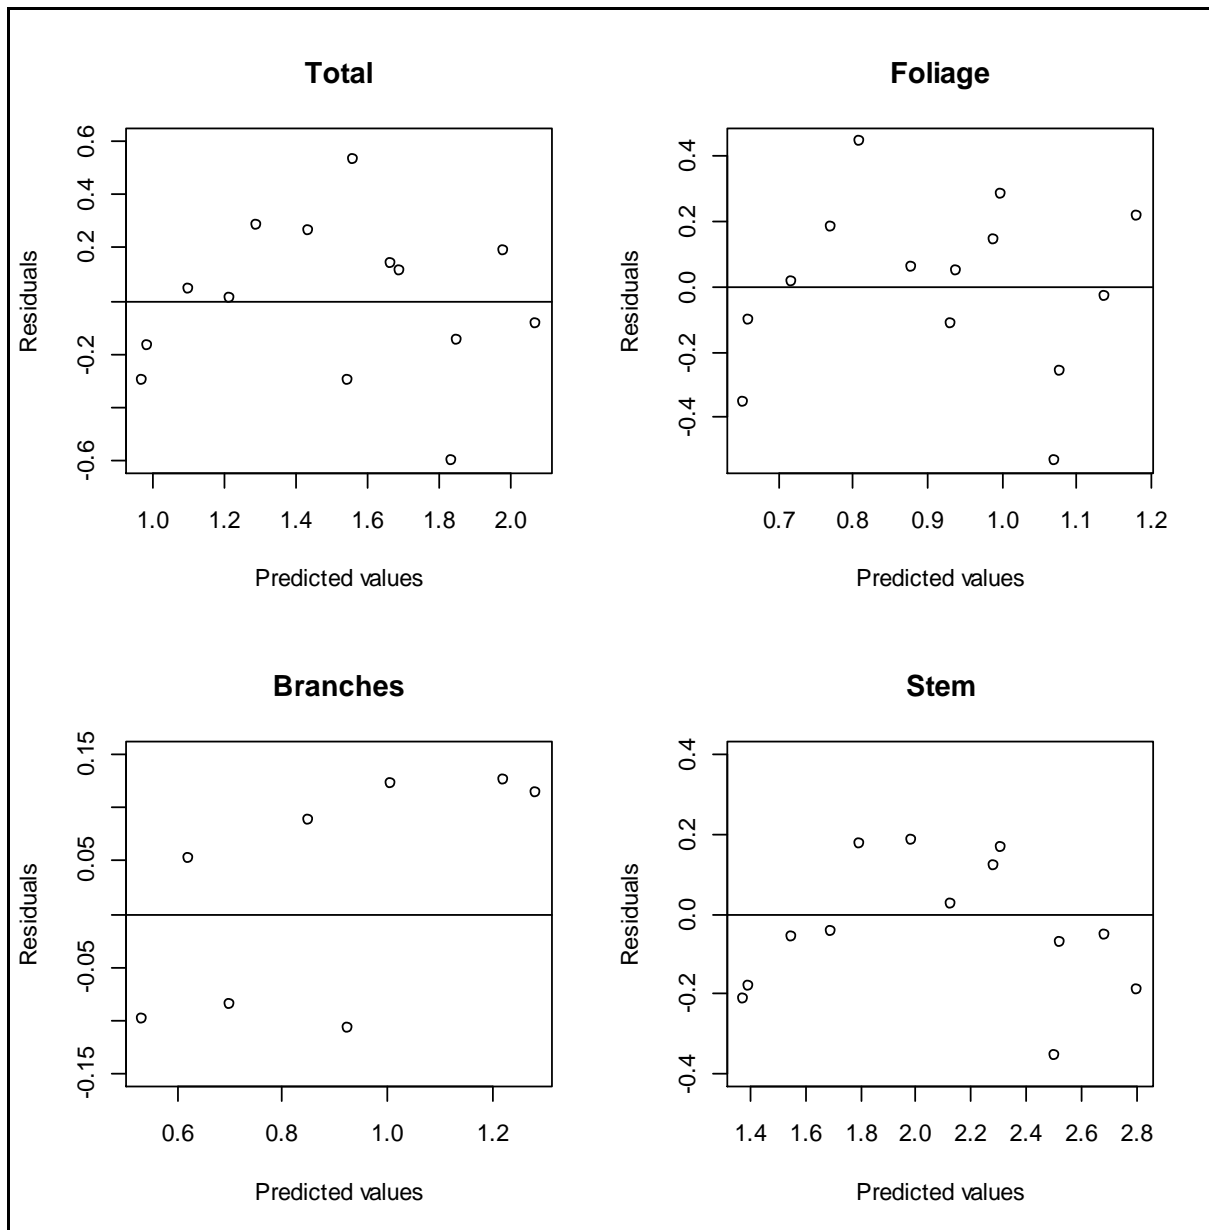 Total
Residuals
0.6
0.4
0.2
-0.2
-0.6
1.0 1.2 1.4 1.6 1.8 2.0
Predicted values
Foliage
Residuals
0.4
0.2
0.0
-0.2
-0.4
0.7 0.8 0.9 1.0 1.1 1.2
Predicted values
Branches
Residuals
0.15
0.05
-0.05
-0.15
0.6 0.8 1.0 1.2
Predicted values
Stem
Residuals
0.4
0.2
0.0
-0.2
-0.4
1.4 1.6 1.8 2.0 2.2 2.4 2.6 2.8
Predicted values